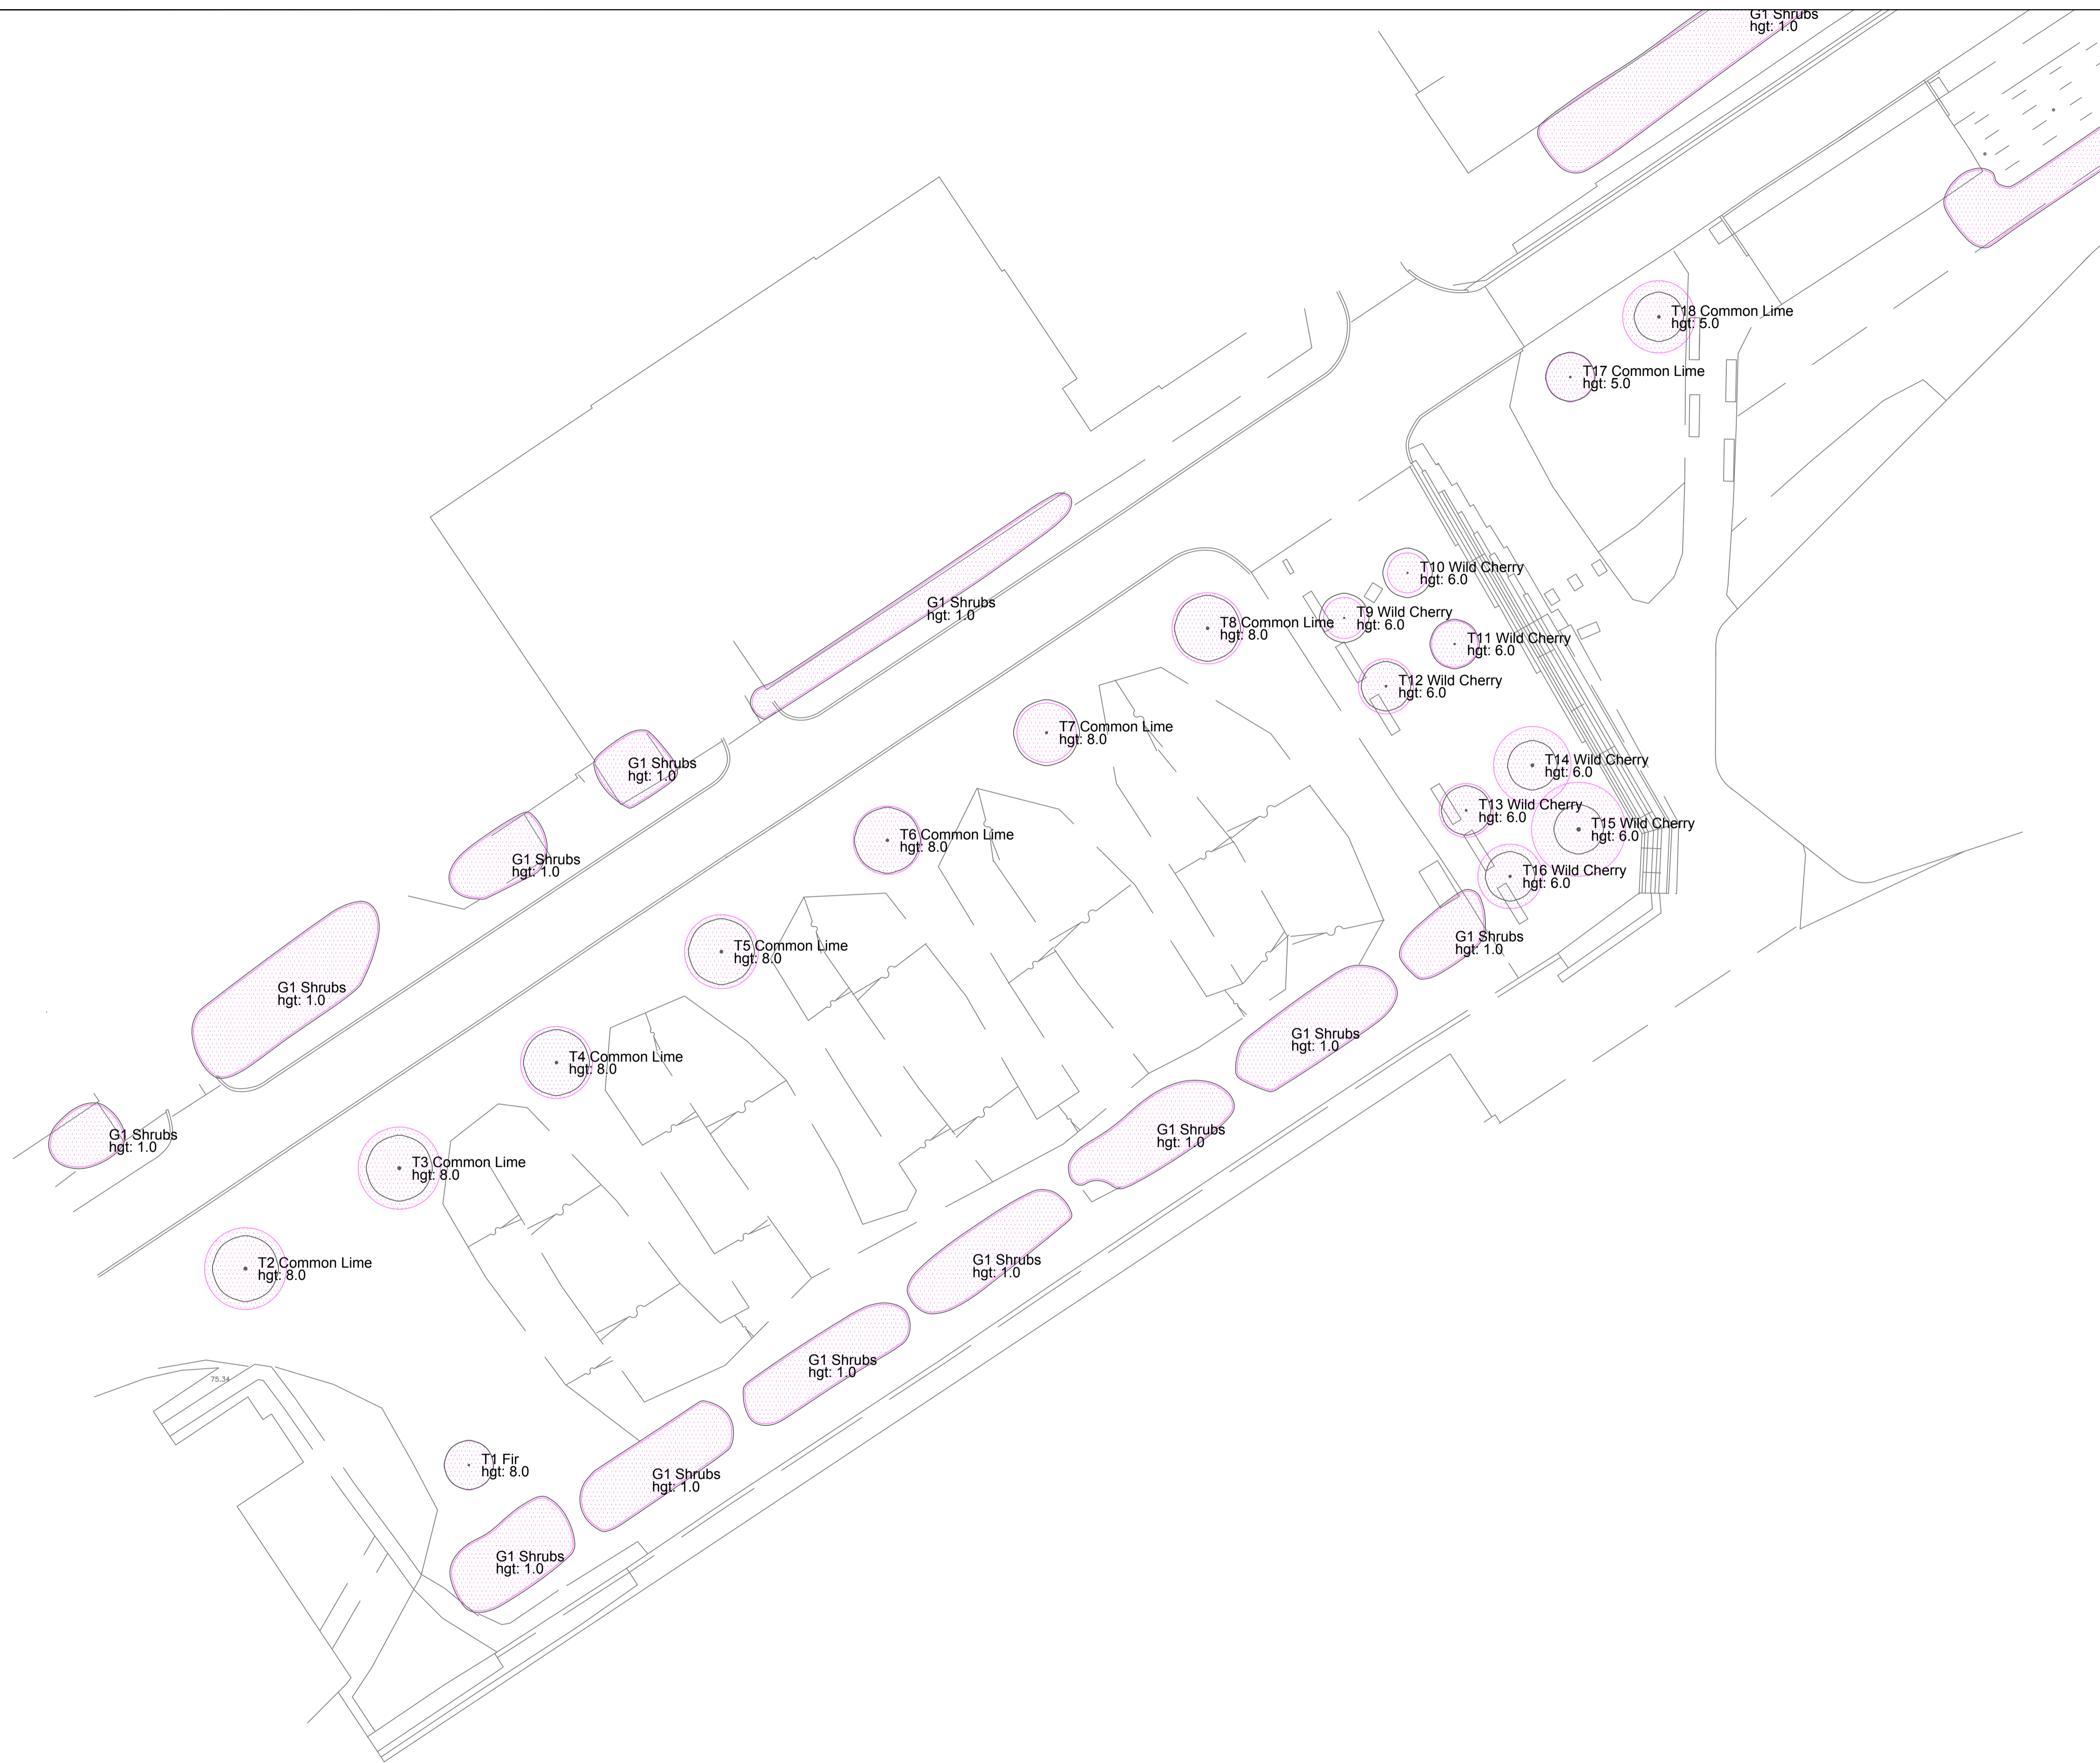 G1 Shrubs
hgt: 1.0
T18 Common Lime
hgt: 5.0
T17 Common Lime
hgt: 5.0
T10 Wild Cherry
hgt: 6.0
G1 Shrubs
hgt: 1.0
T9 Wild Cherry
hgt: 6.0
T8 Common Lime
hgt: 8.0
T11 Wild Cherry
hgt: 6.0
T12 Wild Cherry
hgt: 6.0
T7 Common Lime
hgt: 8.0
G1 Shrubs
hgt: 1.0
T14 Wild Cherry
hgt: 6.0
T13 Wild Cherry
hgt: 6.0
T15 Wild Cherry
hgt: 6.0
T6 Common Lime
hgt: 8.0
G1 Shrubs
hgt: 1.0
T16 Wild Cherry
hgt: 6.0
G1 Shrubs
hgt: 1.0
T5 Common Lime
hgt: 8.0
G1 Shrubs
hgt: 1.0
G1 Shrubs
hgt: 1.0
T4 Common Lime
hgt: 8.0
G1 Shrubs
hgt: 1.0
G1 Shrubs
hgt: 1.0
T3 Common Lime
hgt: 8.0
T2 Common Lime
hgt: 8.0
G1 Shrubs
hgt: 1.0
G1 Shrubs
hgt: 1.0
75.34
T1 Fir
hgt: 8.0
G1 Shrubs
hgt: 1.0
G1 Shrubs
hgt: 1.0